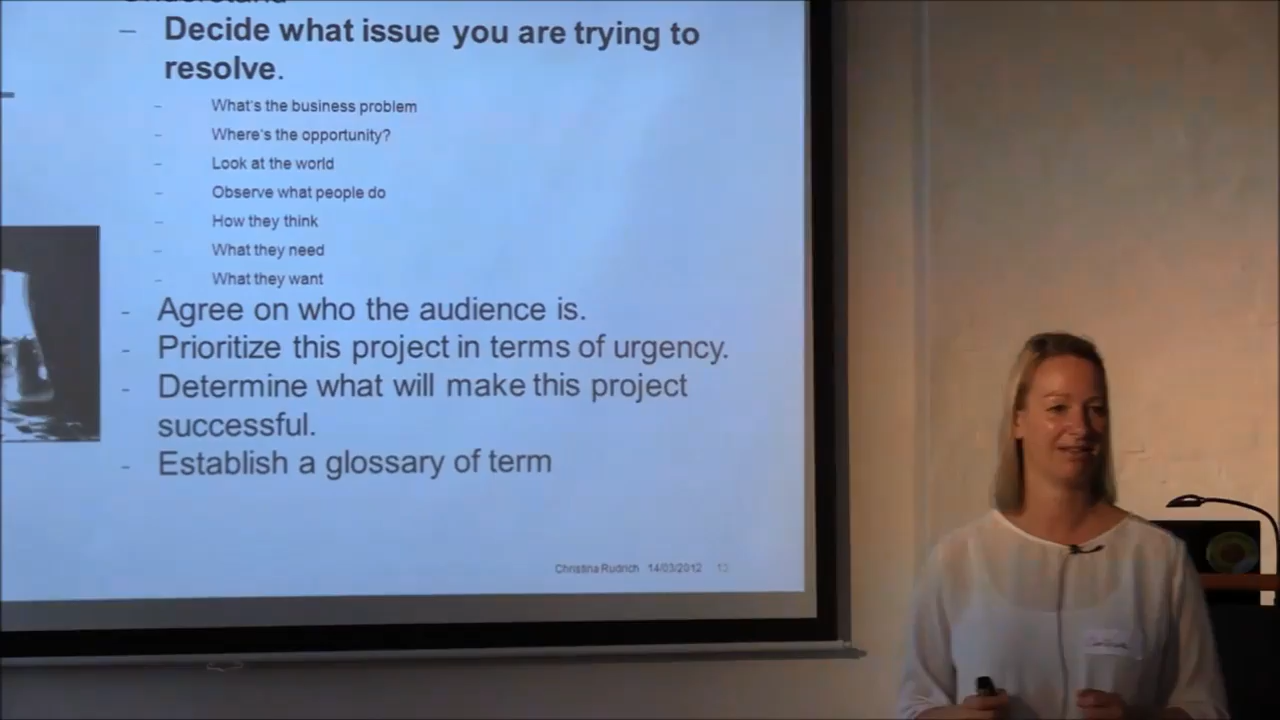 Understand
– Decide what issue you are trying to
resolve.
- What's the business problem
- Where's the opportunity?
- Look at the world
- Observe what people do
- How they think
- What they need
- What they want
- Agree on who the audience is.
- Prioritize this project in terms of urgency.
- Determine what will make this project
successful.
- Establish a glossary of term
Christina Rudrich 14/03/2012